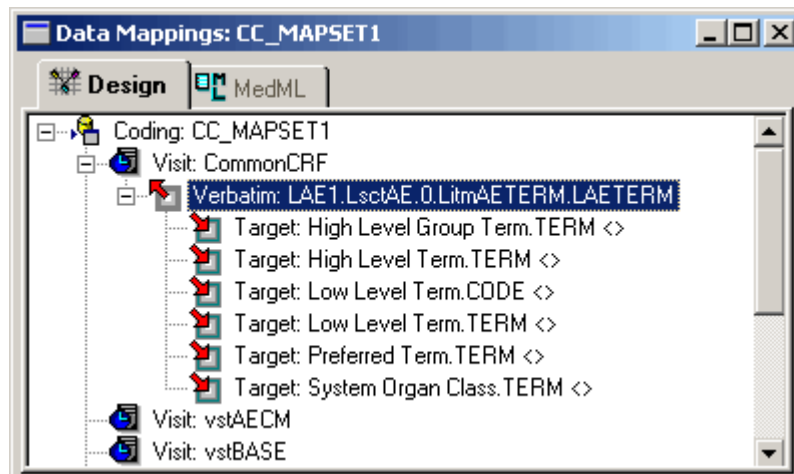 Data Mappings: CC_MAPSET1
Design MedML
Coding: CC_MAPSET1
Visit: CommonCRF
Verbatim: LAE1.LsctAE.0.LitmAETERM.LAETERM
Target: High Level Group Term.TERM <>
Target: High Level Term.TERM <>
Target: Low Level Term.CODE <>
Target: Low Level Term.TERM <>
Target: Preferred Term.TERM <>
Target: System Organ Class.TERM <>
Visit: vstAECM
Visit: vstBASE